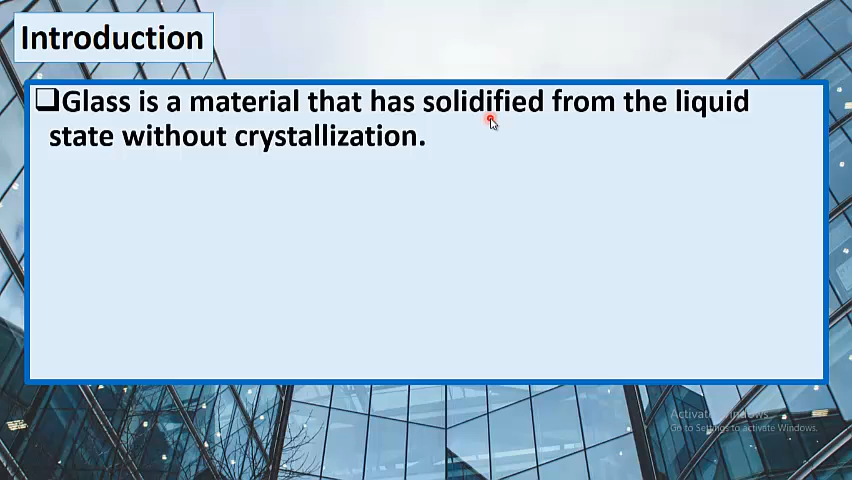 Introduction
❑Glass is a material that has solidified from the liquid
state without crystallization.
Activate Windows
Go to Settings to activate Windows.